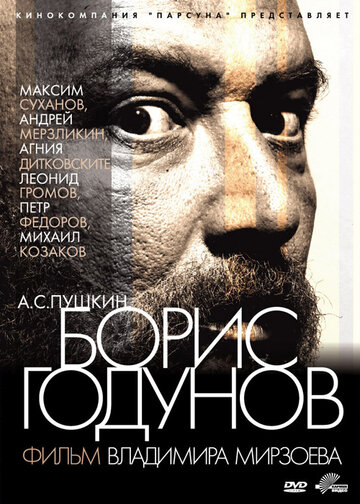 КИНОКОМПАНИЯ "ПАРСУНА" ПРЕДСТАВЛЯЕТ
МАКСИМ
СУХАНОВ,
АНДРЕЙ
МЕРЗЛИКИН,
АГНИЯ
ДИТКОВСКИТЕ,
ЛЕОНИД
ГРОМОВ,
ПЕТР
ФЕДОРОВ,
МИХАИЛ
КОЗАКОВ
А.С.ПУШКИН
БОРИС
ГОДУНОВ
ФИЛЬМ ВЛАДИМИРА МИРЗОЕВА
DVD